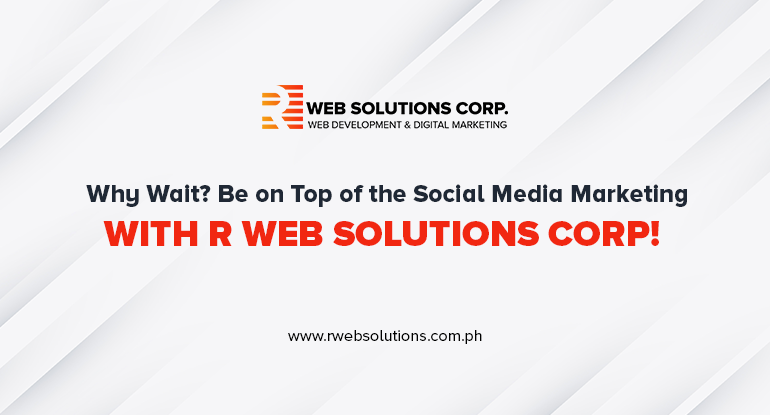 R WEB SOLUTIONS CORP.
WEB DEVELOPMENT & DIGITAL MARKETING
Why Wait? Be on Top of the Social Media Marketing
WITH R WEB SOLUTIONS CORP!
www.rwebsolutions.com.ph